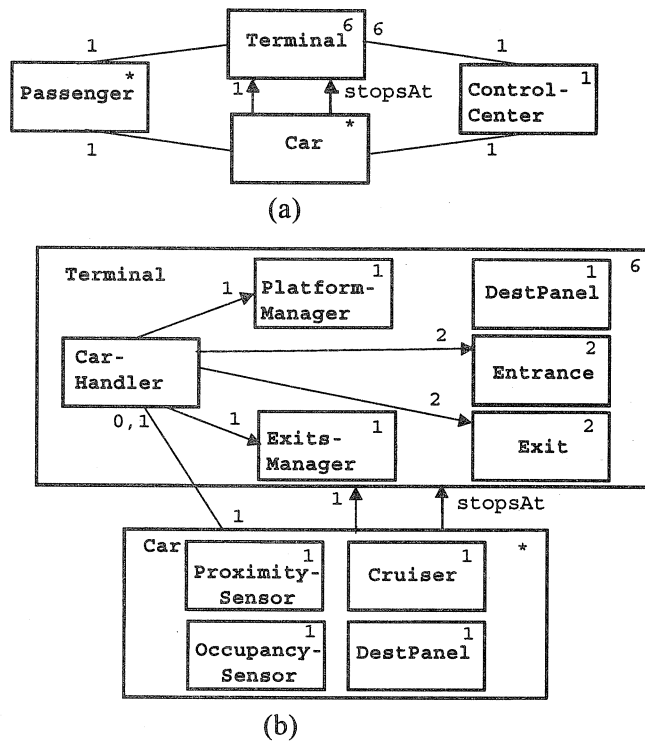 6
Terminal
6
1
1
*
Passenger
1
stopsAt
1
Control-
Center
1
*
Car
1
1
(a)
6
Terminal
1
1
Platform-
Manager
1
DestPanel
Car-
Handler
2
2
Entrance
0,1
1
1
Exits-
Manager
2
2
Exit
1
stopsAt
1
Car
*
1
Proximity-
Sensor
1
Cruiser
1
Occupancy-
Sensor
1
DestPanel
(b)